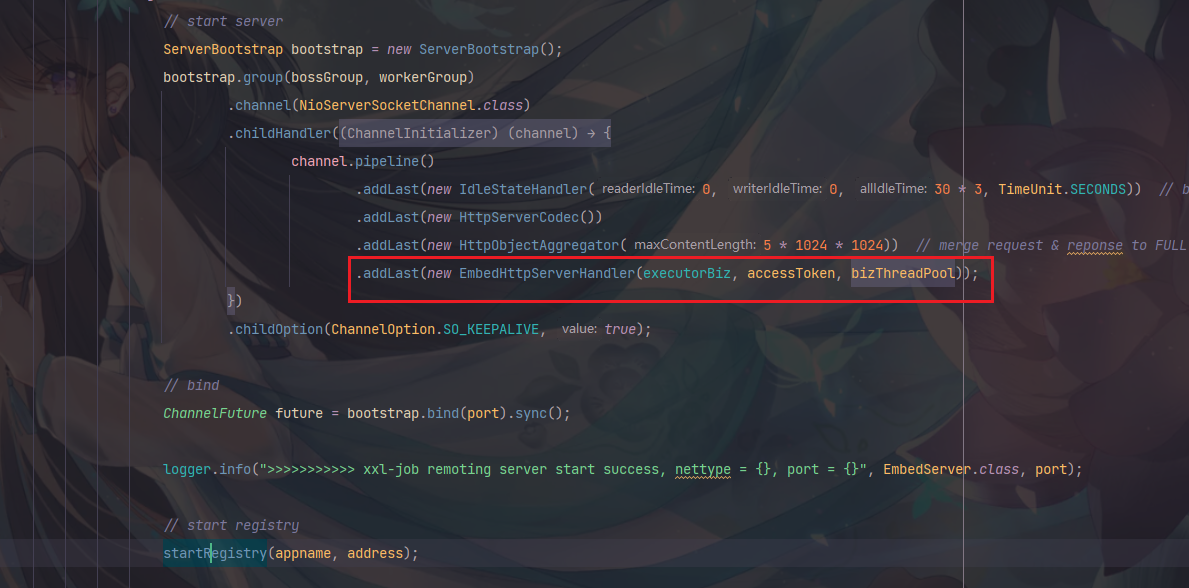 // start server
ServerBootstrap bootstrap = new ServerBootstrap();
bootstrap.group(bossGroup, workerGroup)
.channel(NioServerSocketChannel.class)
.childHandler((ChannelInitializer) (channel) → {
channel.pipeline()
.addLast(new IdleStateHandler( readerIdleTime: 0, writerIdleTime: 0, allIdleTime: 30 * 3, TimeUnit.SECONDS)) // b
.addLast(new HttpServerCodec())
.addLast(new HttpObjectAggregator( maxContentLength: 5 * 1024 * 1024)) // merge request & reponse to FULL
.addLast(new EmbedHttpServerHandler(executorBiz, accessToken, bizThreadPool));
})
.childOption(ChannelOption.SO_KEEPALIVE, value: true);
// bind
ChannelFuture future = bootstrap.bind(port).sync();
logger.info(">>>>>>>>>>> xxl-job remoting server start success, nettype = {}, port = {}", EmbedServer.class, port);
// start registry
startRegistry(appname, address);